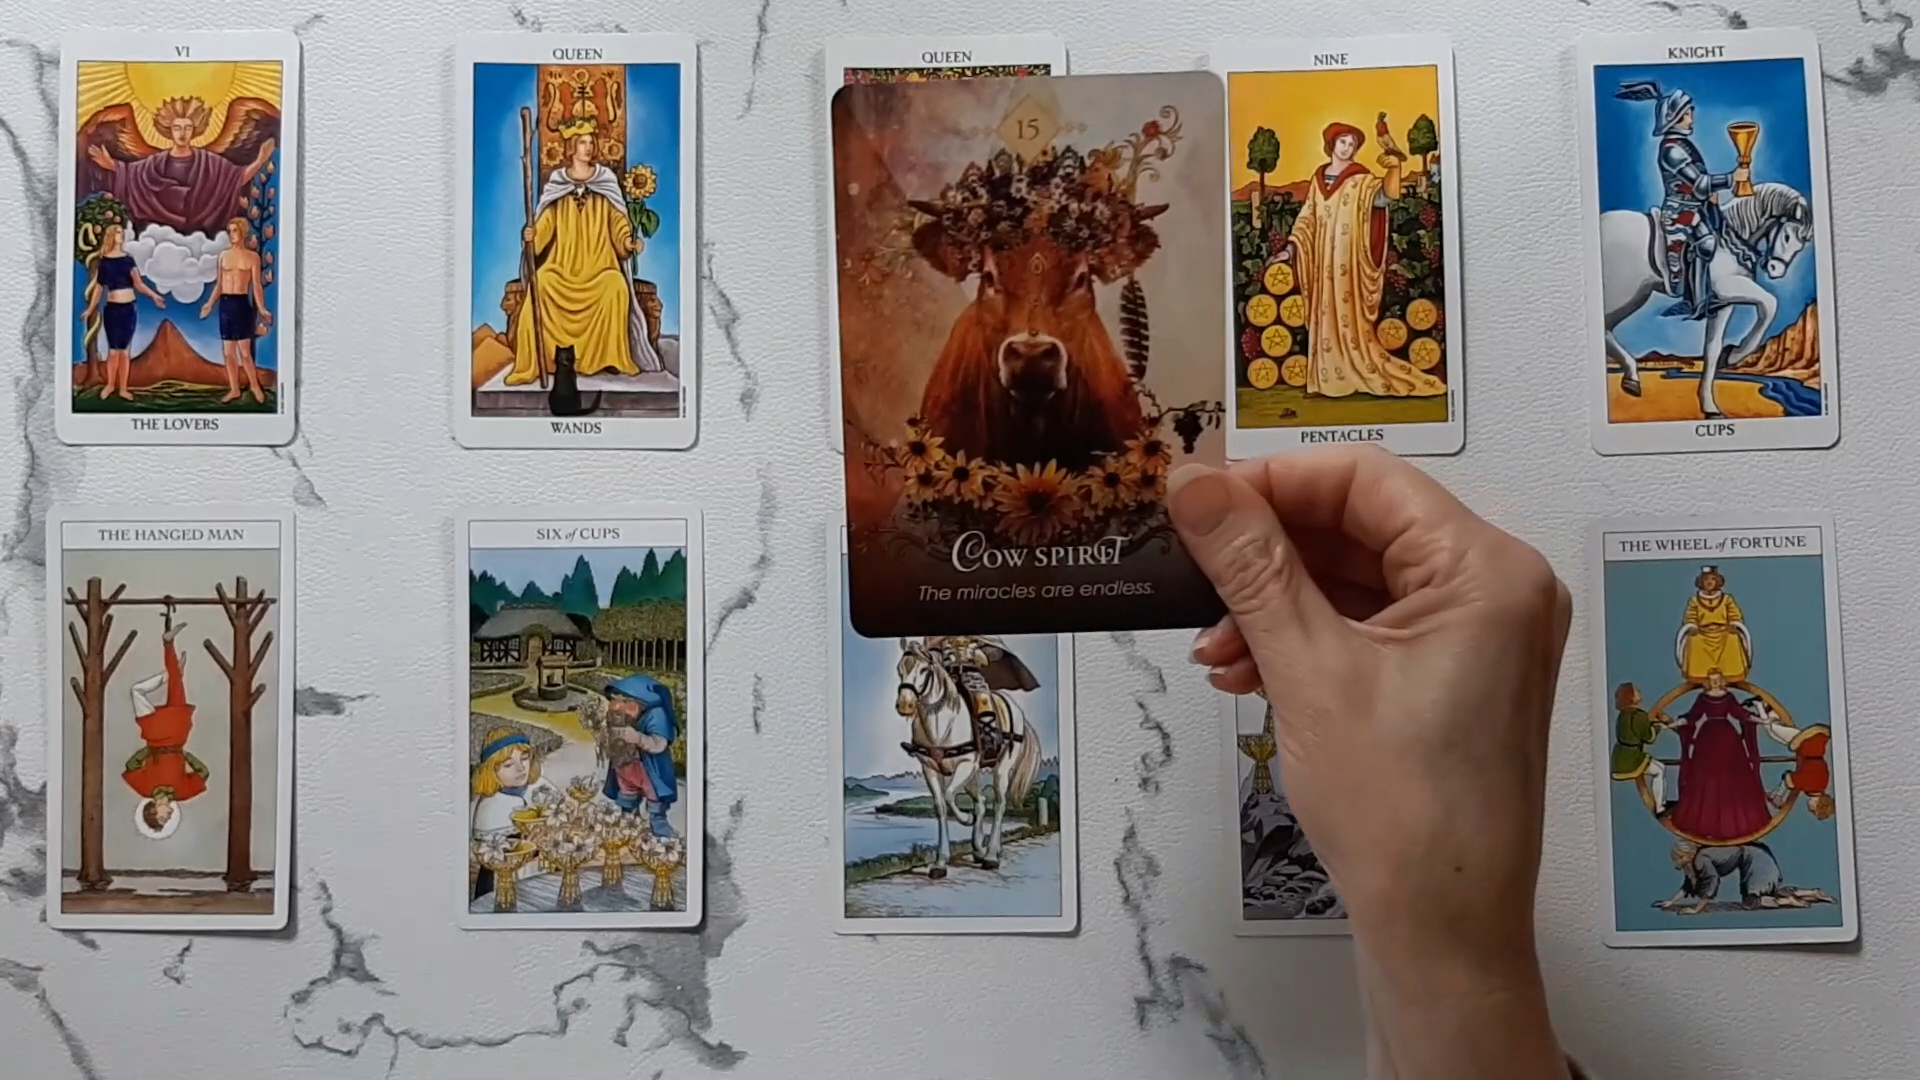 VI
THE LOVERS
QUEEN
WANDS
QUEEN
NINE
PENTACLES
KNIGHT
CUPS
15
COW SPIRIT
The miracles are endless.
THE HANGED MAN
SIX of CUPS
THE WHEEL of FORTUNE